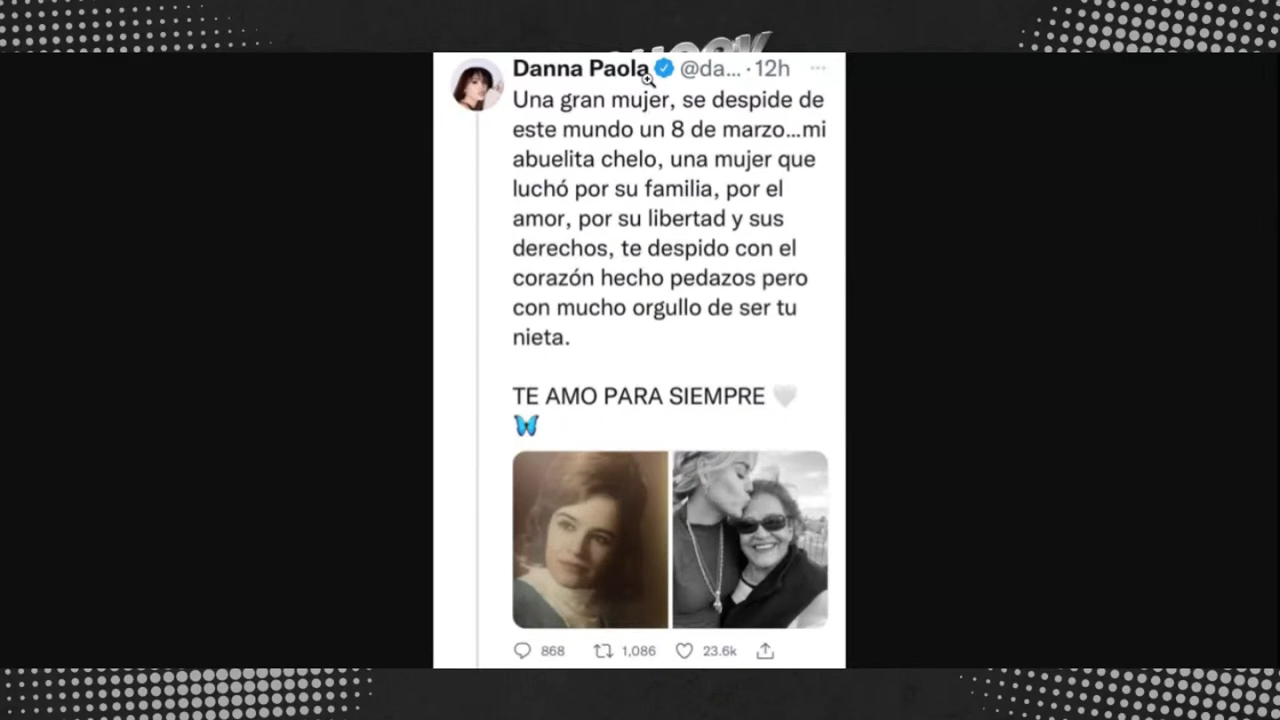 Danna Paola @da... · 12h
Una gran mujer, se despide de
este mundo un 8 de marzo...mi
abuelita chelo, una mujer que
luchó por su familia, por el
amor, por su libertad y sus
derechos, te despido con el
corazón hecho pedazos pero
con mucho orgullo de ser tu
nieta.
TE AMO PARA SIEMPRE 🤍
🦋
868 1,086 23.6k